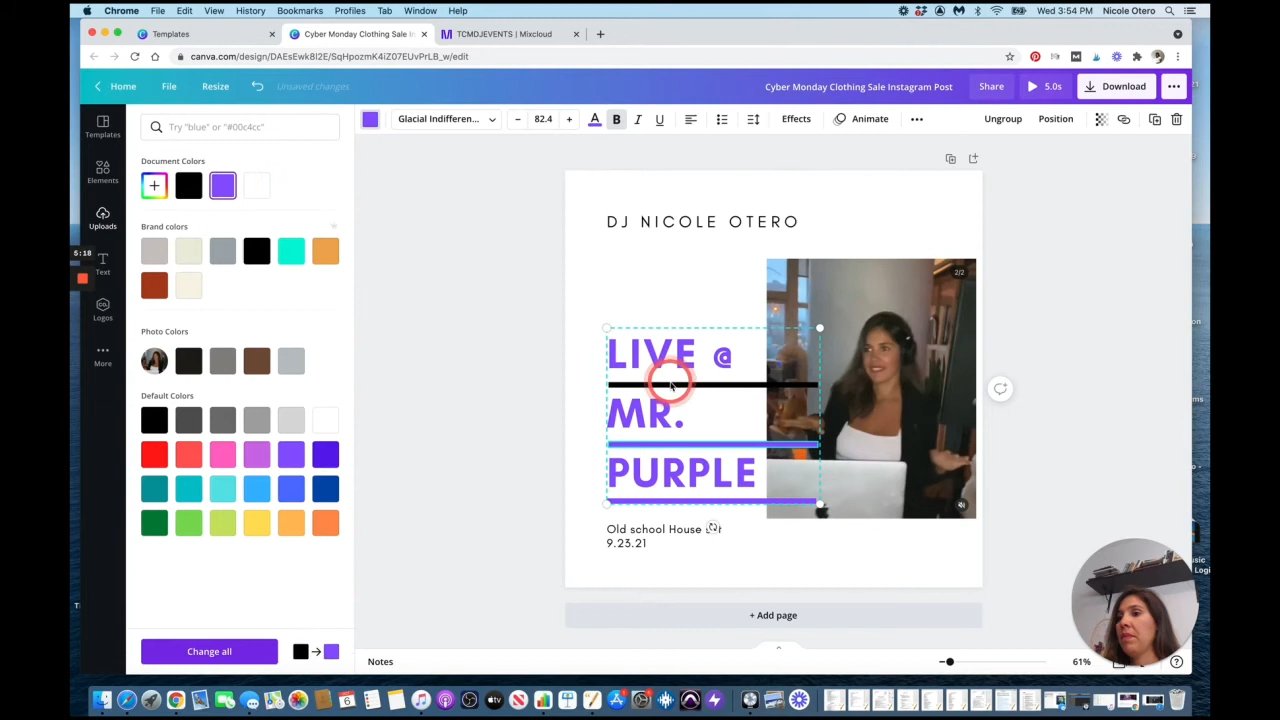 Chrome File Edit View History Bookmarks Profiles Tab Window Help
Wed 3:54 PM Nicole Otero
Templates
Cyber Monday Clothing Sale In
TCMDJEVENTS | Mixcloud
canva.com/design/DAEsEwk8I2E/SqHpozmK4iZ07EUvPrLB_w/edit
Home File Resize Unsaved changes
Cyber Monday Clothing Sale Instagram Post Share 5.0s Download
Try "blue" or "#00c4cc"
Glacial Indifferen... 82.4 A B I U Effects Animate Ungroup Position
Templates
Elements
Uploads
Text
Logos
More
5:18
Document Colors
Brand colors
Photo Colors
Default Colors
Change all
DJ NICOLE OTERO
2/2
LIVE @
MR.
PURPLE
Old school House
9.23.21
+ Add page
Notes
61%